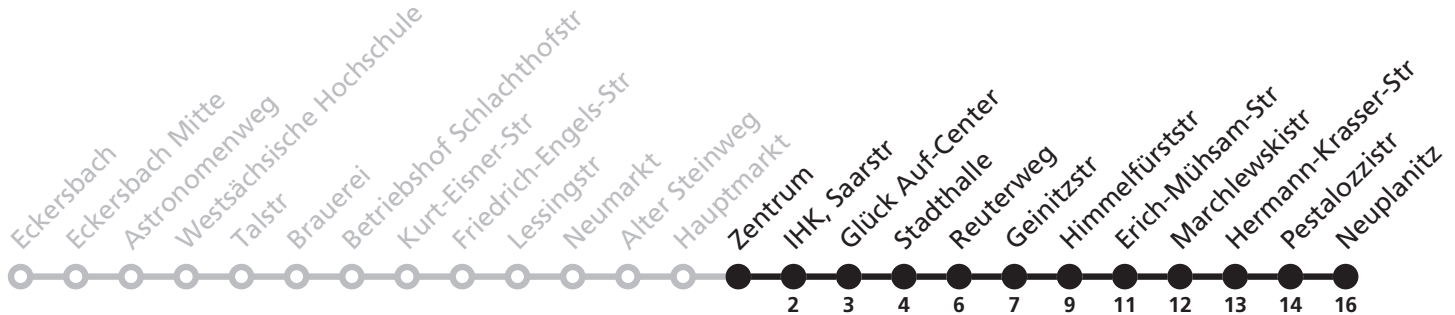 Eckersbach
Eckersbach Mitte
Astronomenweg
Westsächsische Hochschule
Talstr
Brauerei
Betriebshof Schlachthofstr
Kurt-Eisner-Str
Friedrich-Engels-Str
Lessingstr
Neumarkt
Alter Steinweg
Hauptmarkt
Zentrum
IHK, Saarstr
Glück Auf-Center
Stadthalle
Reuterweg
Geinitzstr
Himmelfürststr
Erich-Mühsam-Str
Marchlewskistr
Hermann-Krasser-Str
Pestalozzistr
Neuplanitz
2 3 4 6 7 9 11 12 13 14 16